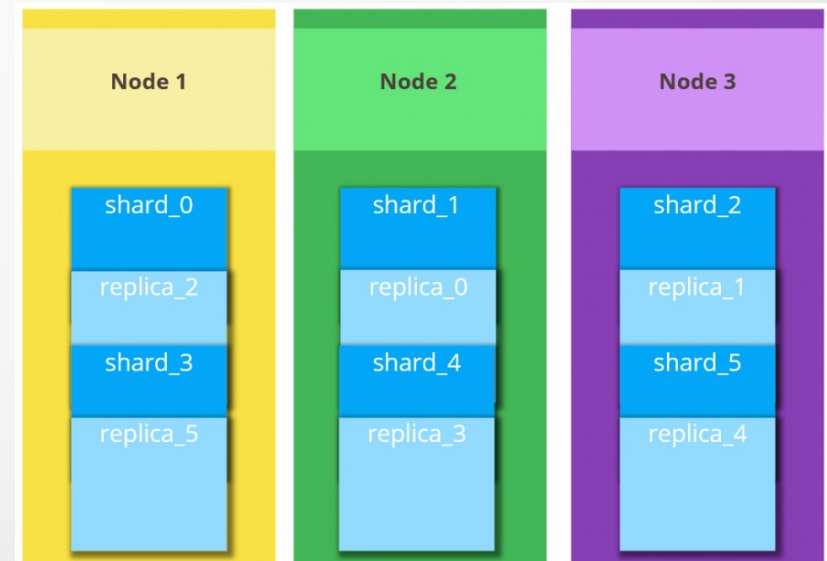 Node 1
shard_0
replica_2
shard_3
replica_5
Node 2
shard_1
replica_0
shard_4
replica_3
Node 3
shard_2
replica_1
shard_5
replica_4